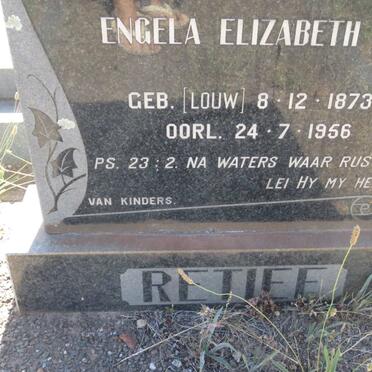 ENGELA ELIZABETH
GEB. [LOUW] 8·12·1873
OORL. 24·7·1956
PS. 23:2. NA WATERS WAAR RUS
LEI HY MY HE
VAN KINDERS.
RETIEF